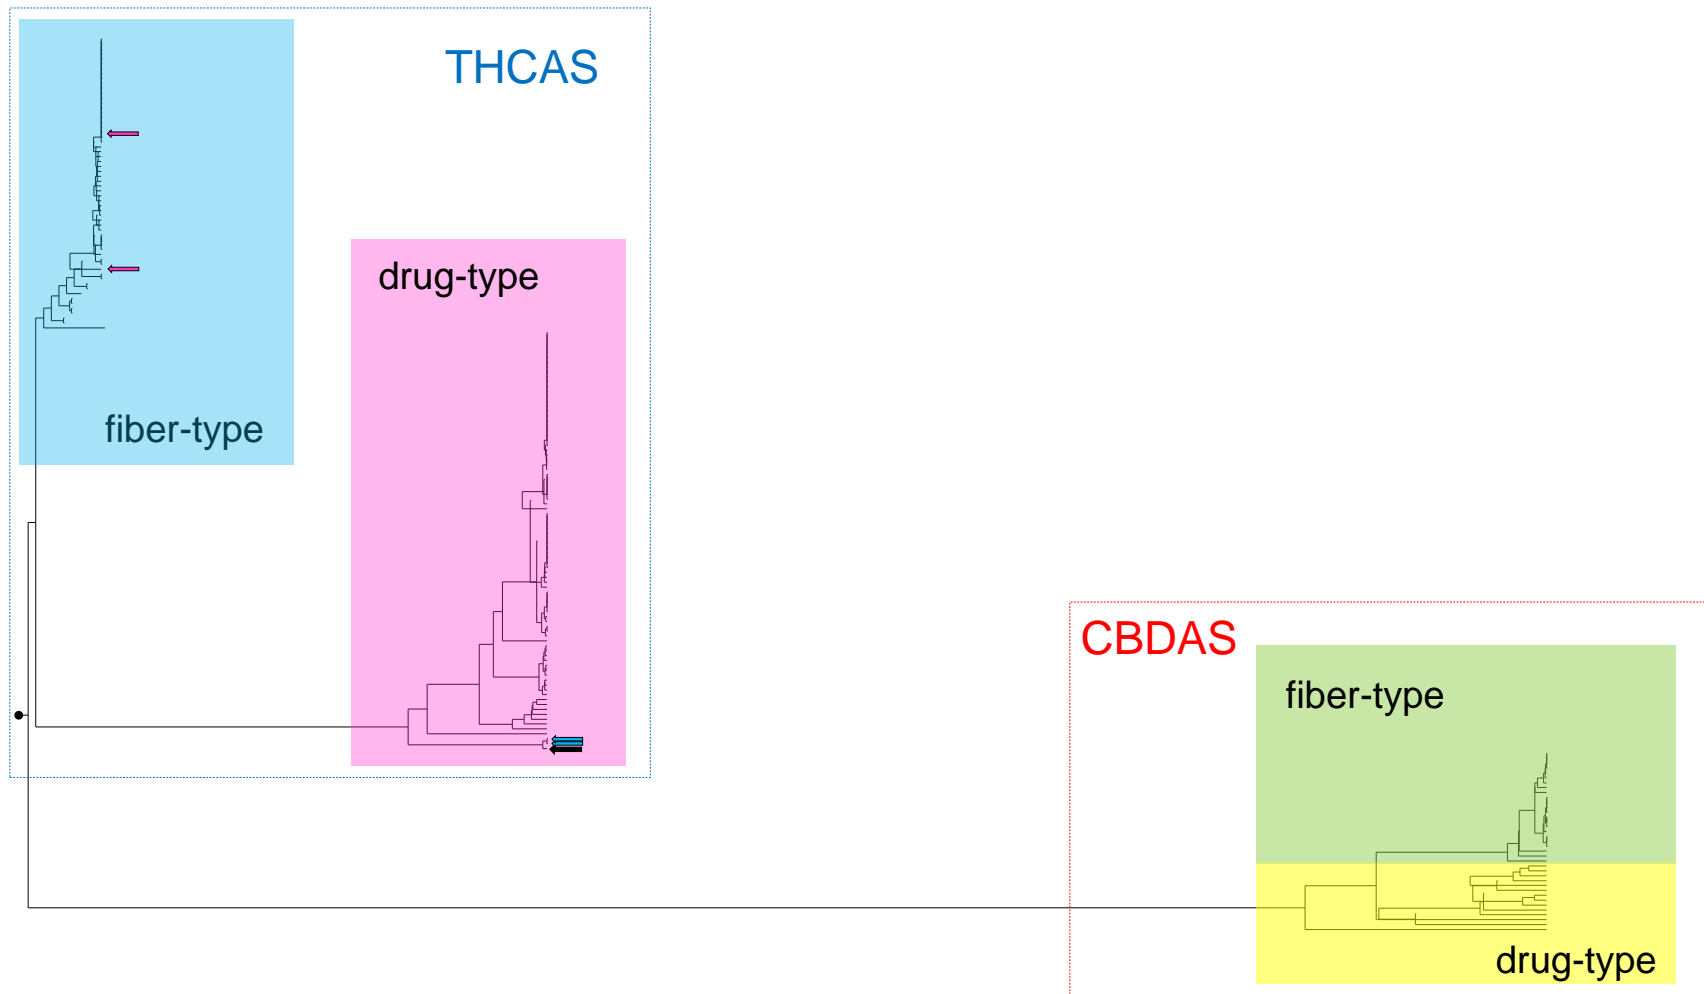 THCAS
drug-type
fiber-type
CBDAS
fiber-type
drug-type